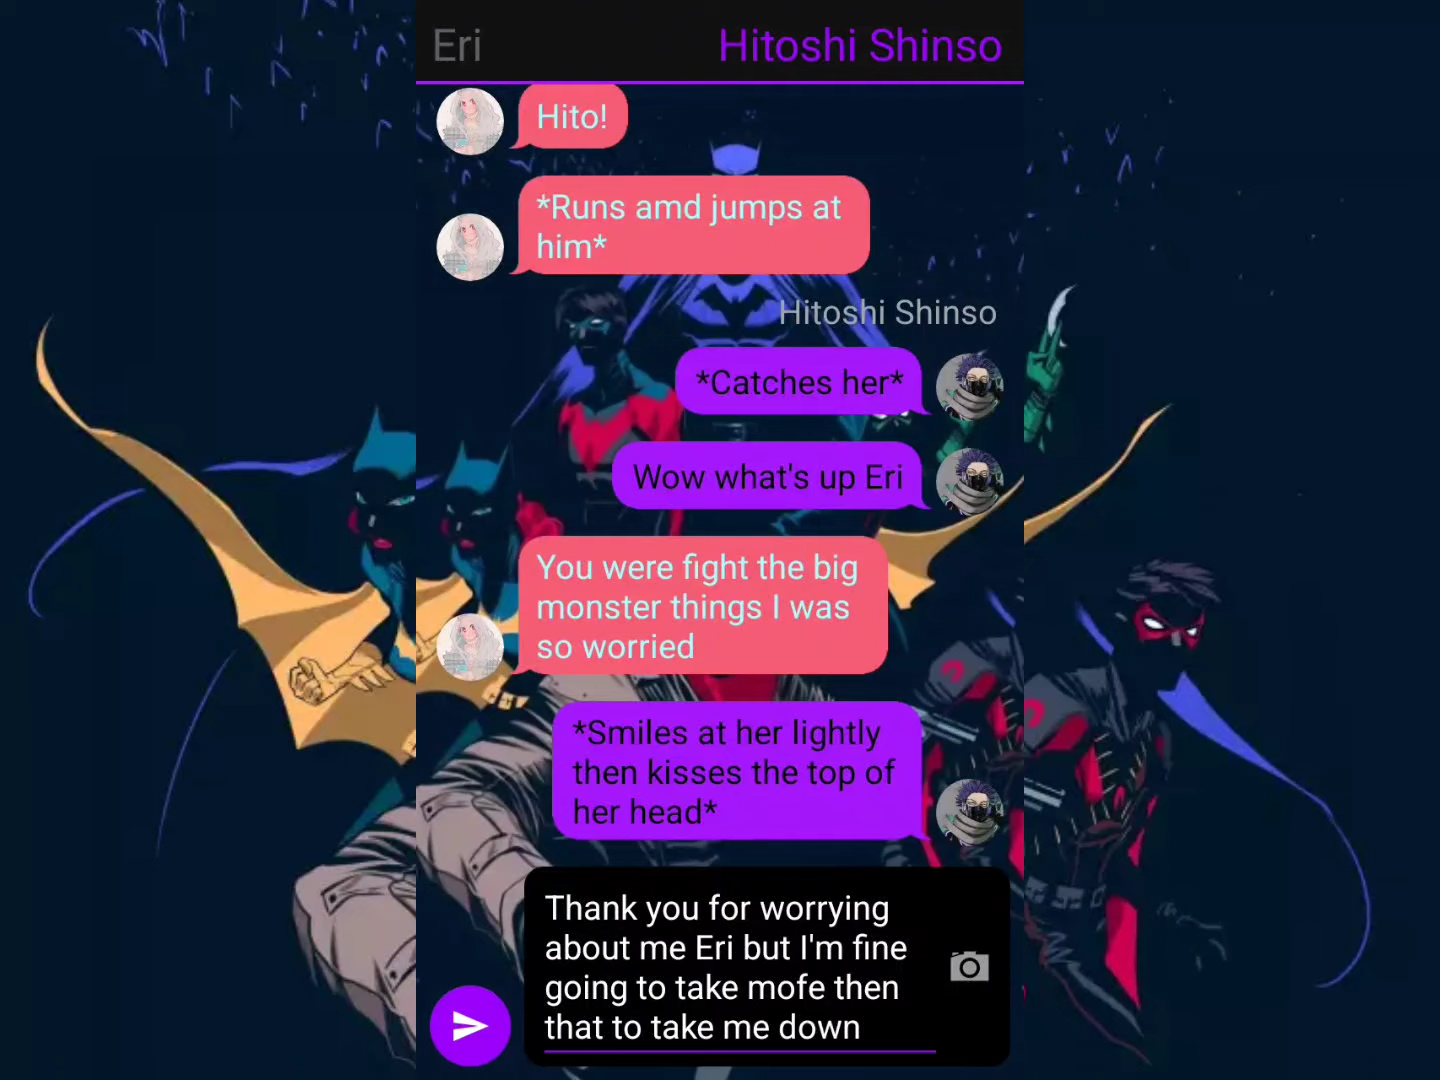 Eri
Hitoshi Shinso
Hito!
*Runs amd jumps at
him*
Hitoshi Shinso
*Catches her*
Wow what's up Eri
You were fight the big
monster things I was
so worried
*Smiles at her lightly
then kisses the top of
her head*
Thank you for worrying
about me Eri but I'm fine
going to take mofe then
that to take me down